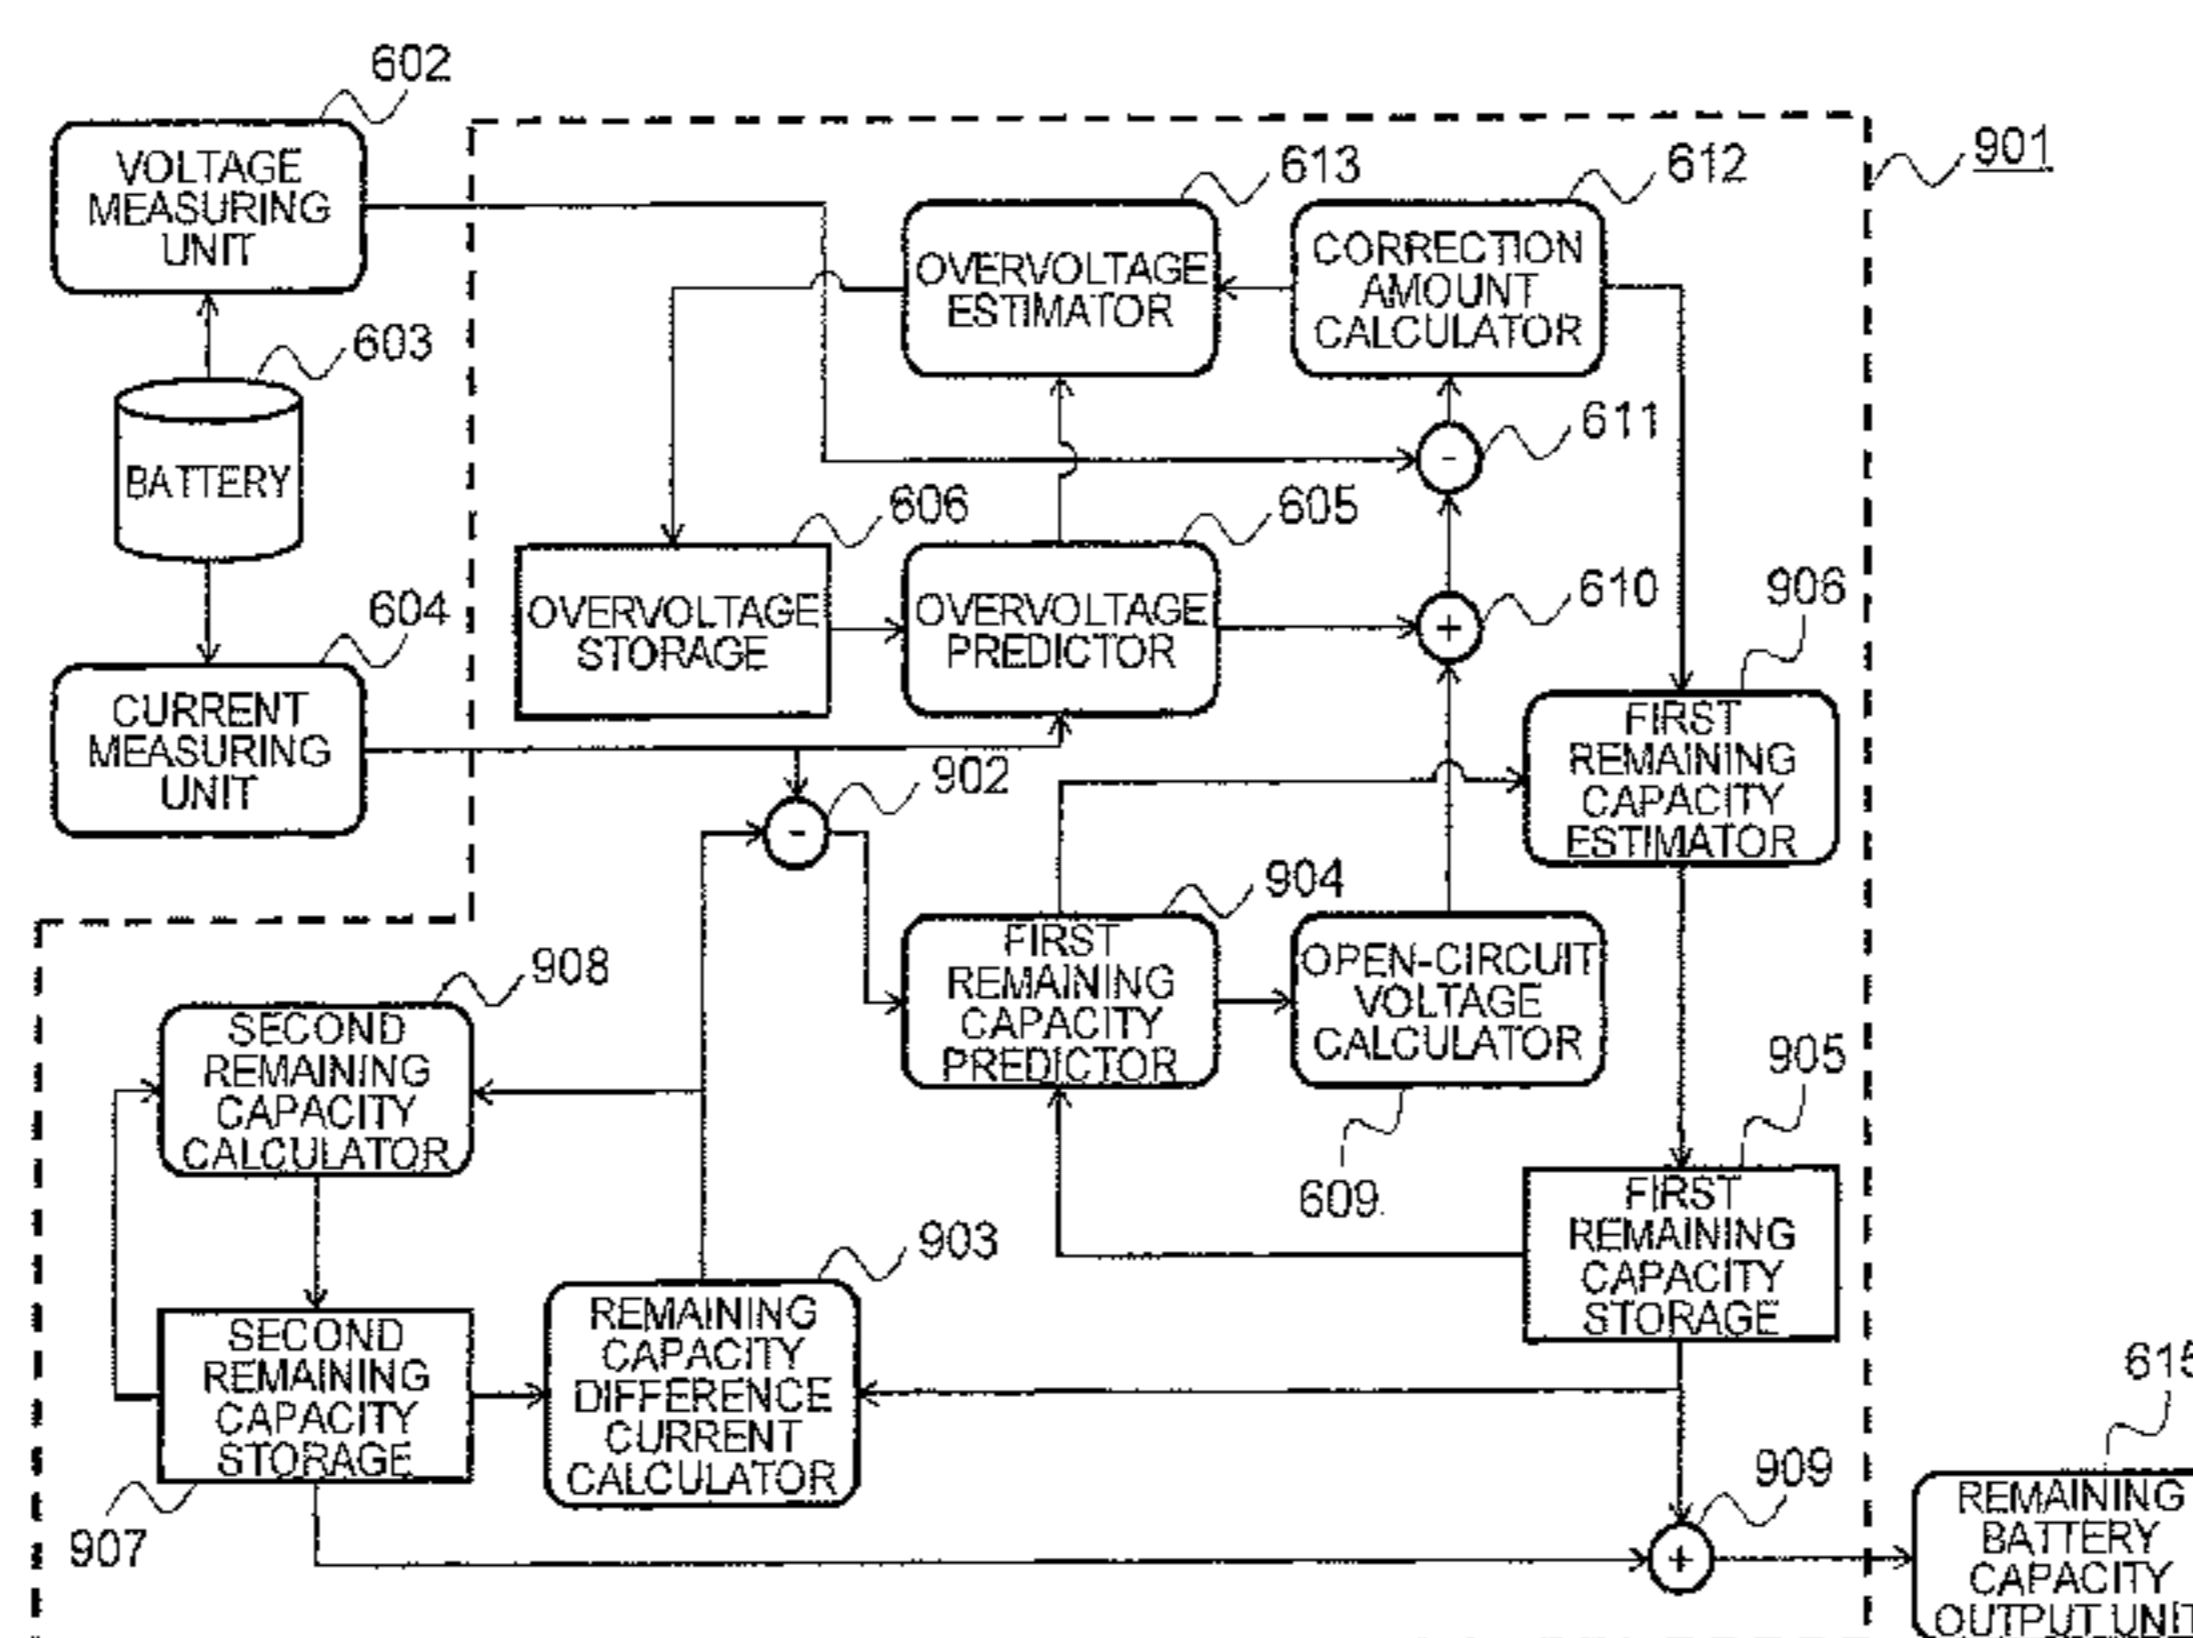 602
VOLTAGE
MEASURING
UNIT
603
BATTERY
604
CURRENT
MEASURING
UNIT
901
613
OVERVOLTAGE
ESTIMATOR
612
CORRECTION
AMOUNT
CALCULATOR
-
611
606
OVERVOLTAGE
STORAGE
605
OVERVOLTAGE
PREDICTOR
+
610
906
FIRST
REMAINING
CAPACITY
ESTIMATOR
-
902
904
FIRST
REMAINING
CAPACITY
PREDICTOR
OPEN-CIRCUIT
VOLTAGE
CALCULATOR
609
908
SECOND
REMAINING
CAPACITY
CALCULATOR
905
FIRST
REMAINING
CAPACITY
STORAGE
SECOND
REMAINING
CAPACITY
STORAGE
907
903
REMAINING
CAPACITY
DIFFERENCE
CURRENT
CALCULATOR
909
+
615
REMAINING
BATTERY
CAPACITY
OUTPUT UNIT